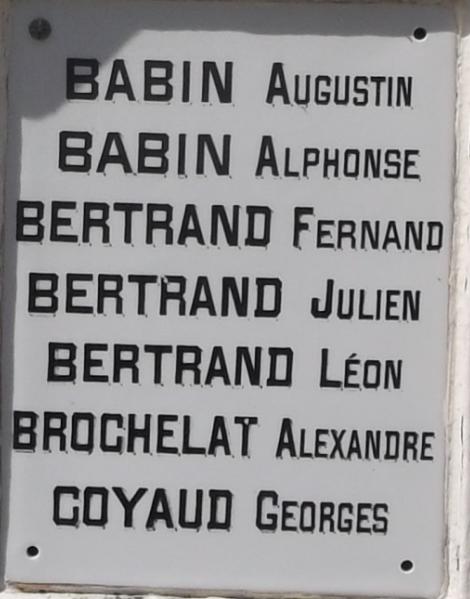 BABIN AUGUSTIN
BABIN ALPHONSE
BERTRAND FERNAND
BERTRAND JULIEN
BERTRAND LÉON
BROCHELAT ALEXANDRE
COYAUD GEORGES